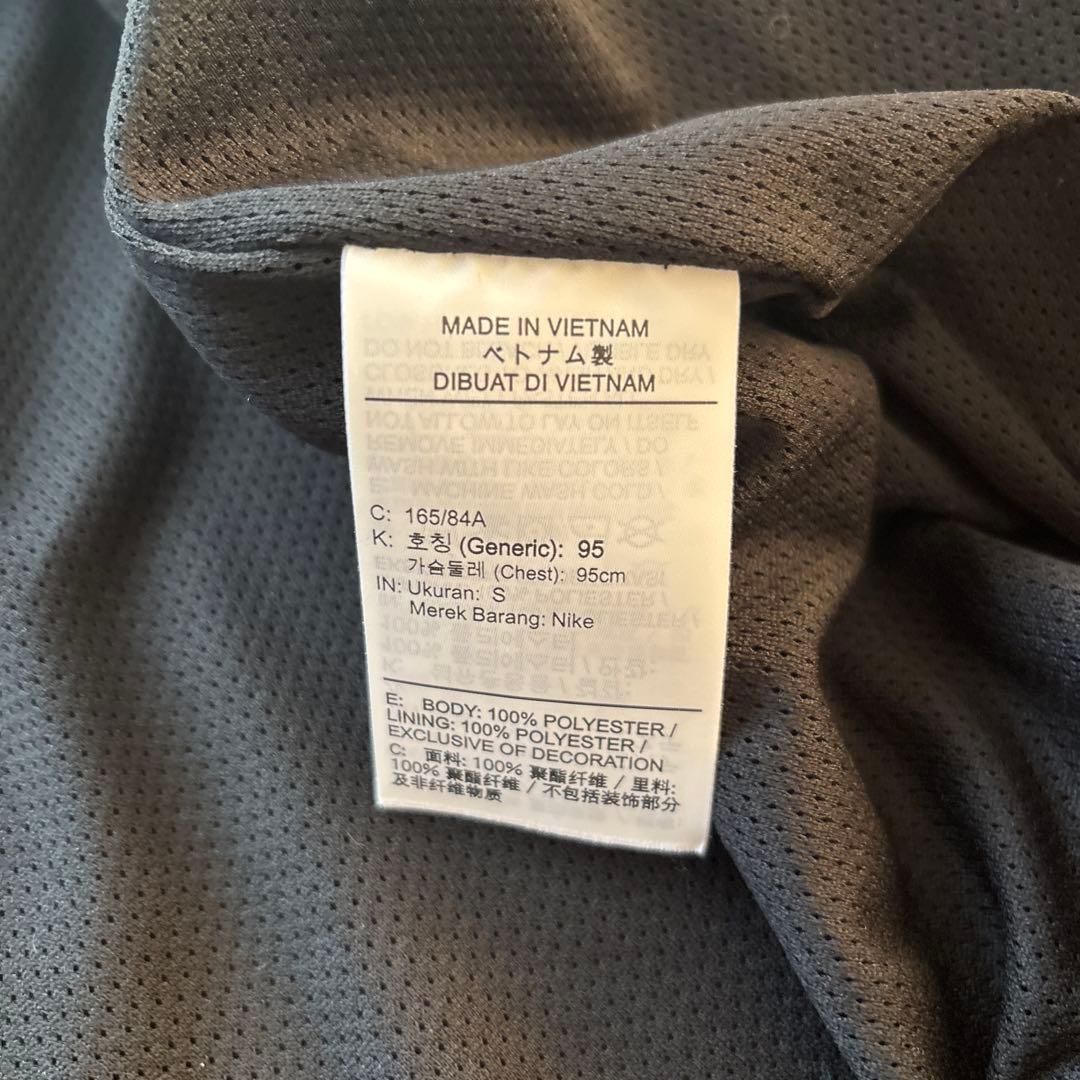 MADE IN VIETNAM
ベトナム製
DIBUAT DI VIETNAM
C: 165/84A
K: 호칭 (Generic): 95
가슴둘레 (Chest): 95cm
IN: Ukuran: S
Merek Barang: Nike
E: BODY: 100% POLYESTER /
LINING: 100% POLYESTER /
EXCLUSIVE OF DECORATION
C: 面料: 100% 聚酯纤维 / 里料:
100% 聚酯纤维 / 不包括装饰部分
及非纤维物质